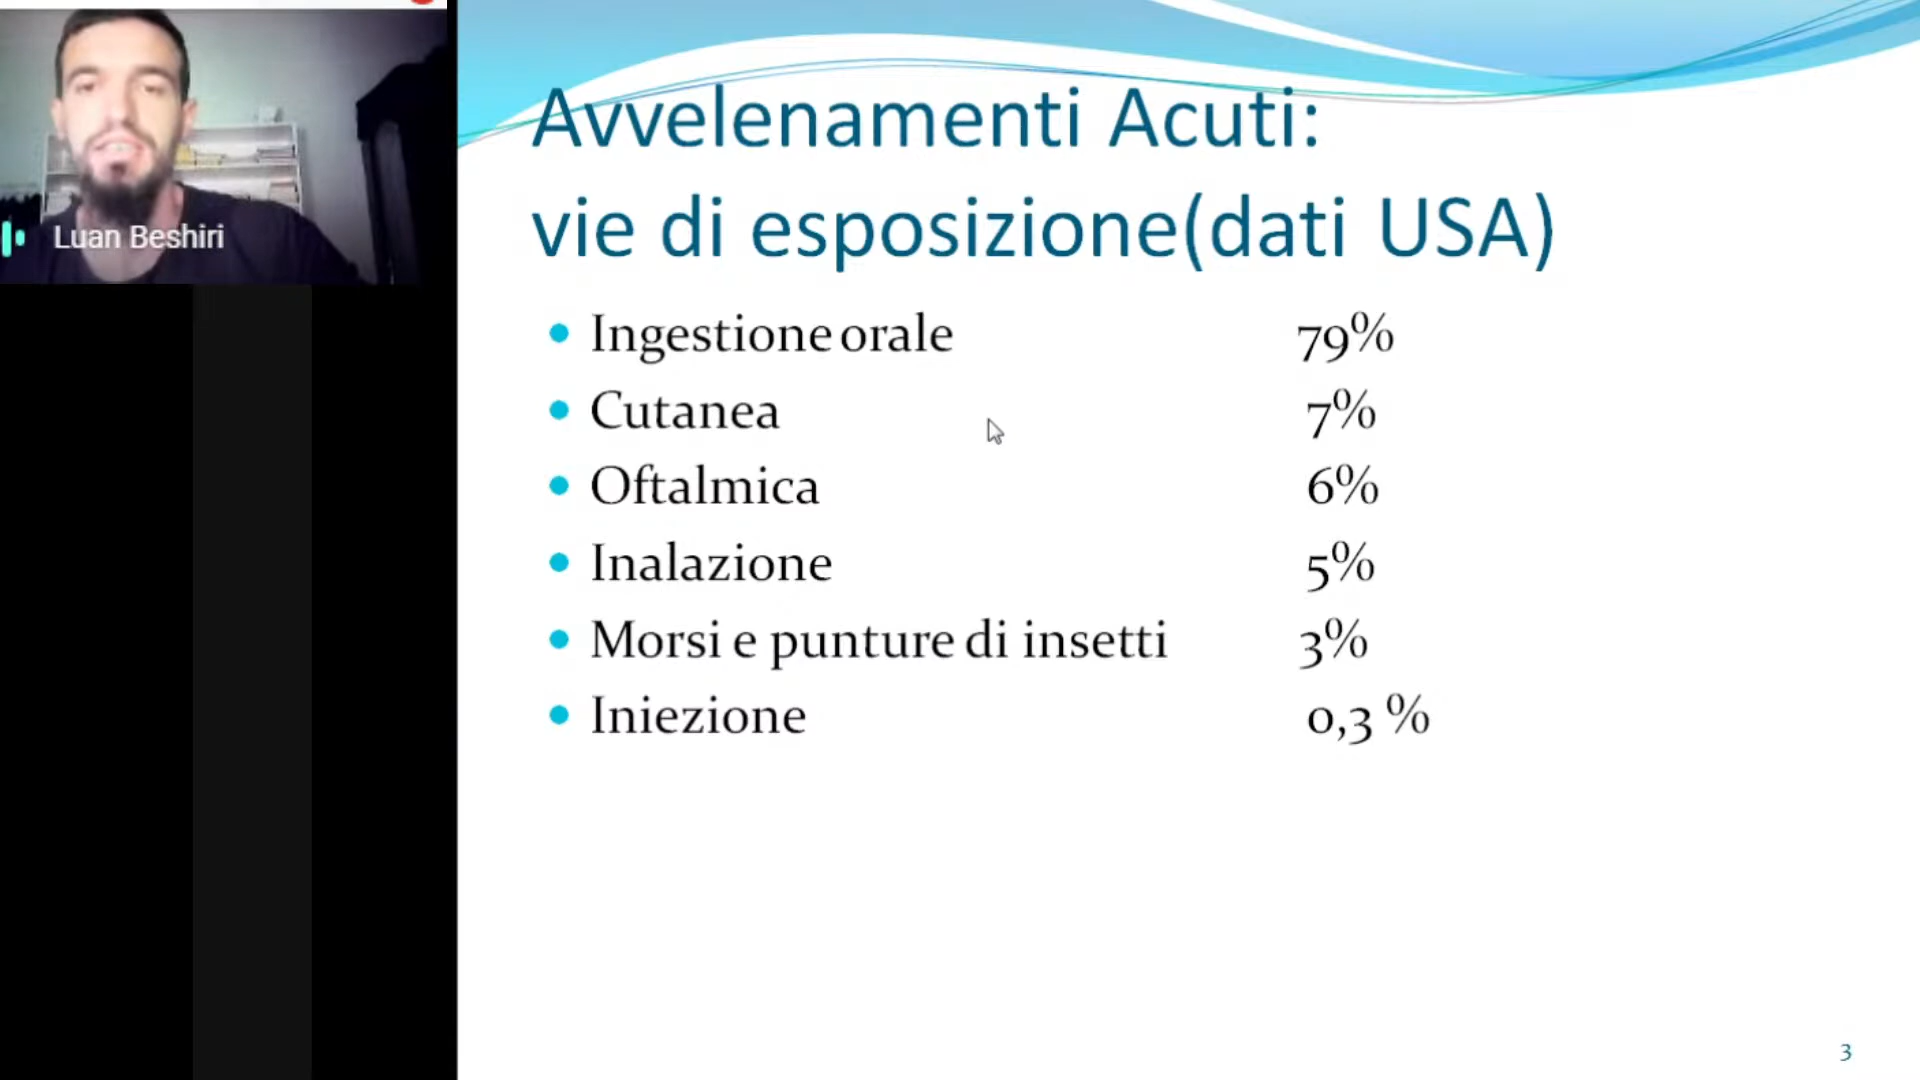 Luan Beshiri
Avvelenamenti Acuti:
vie di esposizione(dati USA)
Ingestione orale 79%
Cutanea 7%
Oftalmica 6%
Inalazione 5%
Morsi e punture di insetti 3%
Iniezione 0,3 %
3